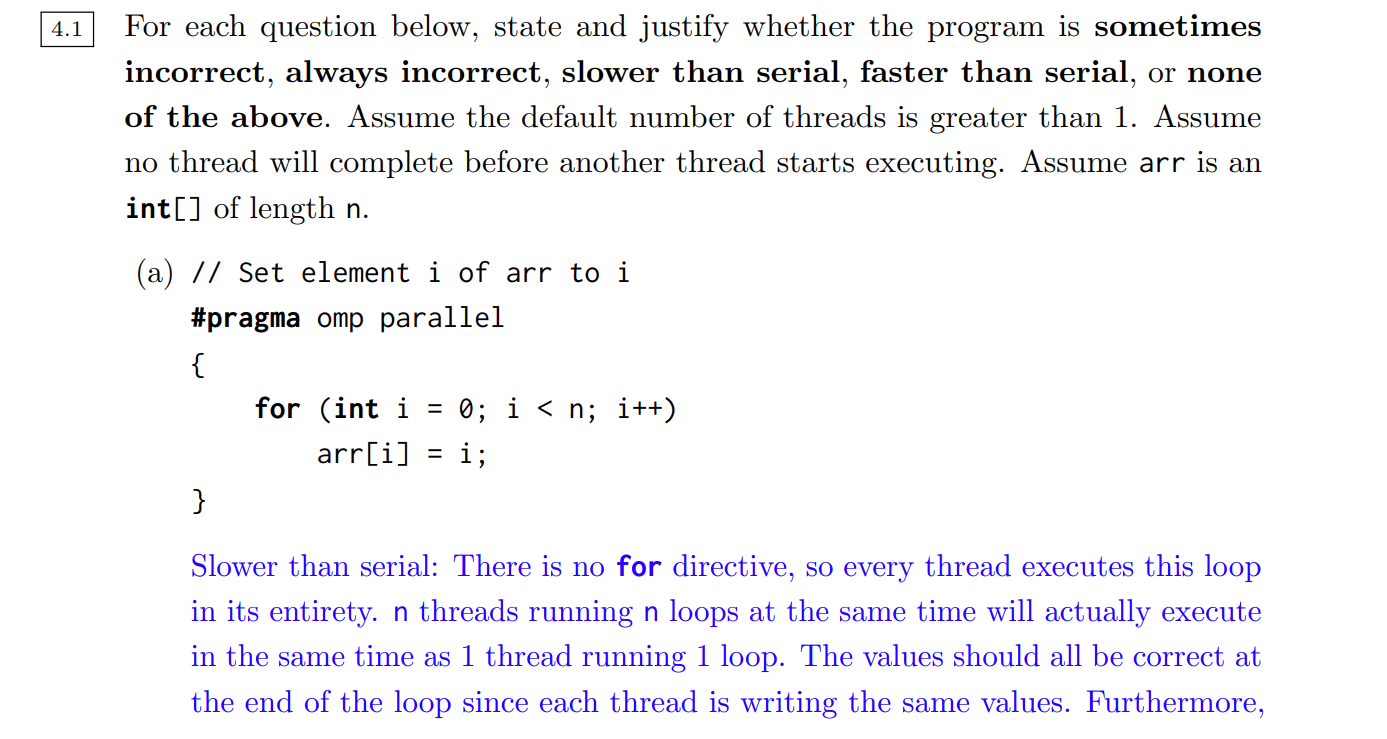 4.1 For each question below, state and justify whether the program is sometimes
incorrect, always incorrect, slower than serial, faster than serial, or none
of the above. Assume the default number of threads is greater than 1. Assume
no thread will complete before another thread starts executing. Assume arr is an
int[] of length n.
(a) // Set element i of arr to i
#pragma omp parallel
{
for (int i = 0; i < n; i++)
arr[i] = i;
}
Slower than serial: There is no for directive, so every thread executes this loop
in its entirety. n threads running n loops at the same time will actually execute
in the same time as 1 thread running 1 loop. The values should all be correct at
the end of the loop since each thread is writing the same values. Furthermore,